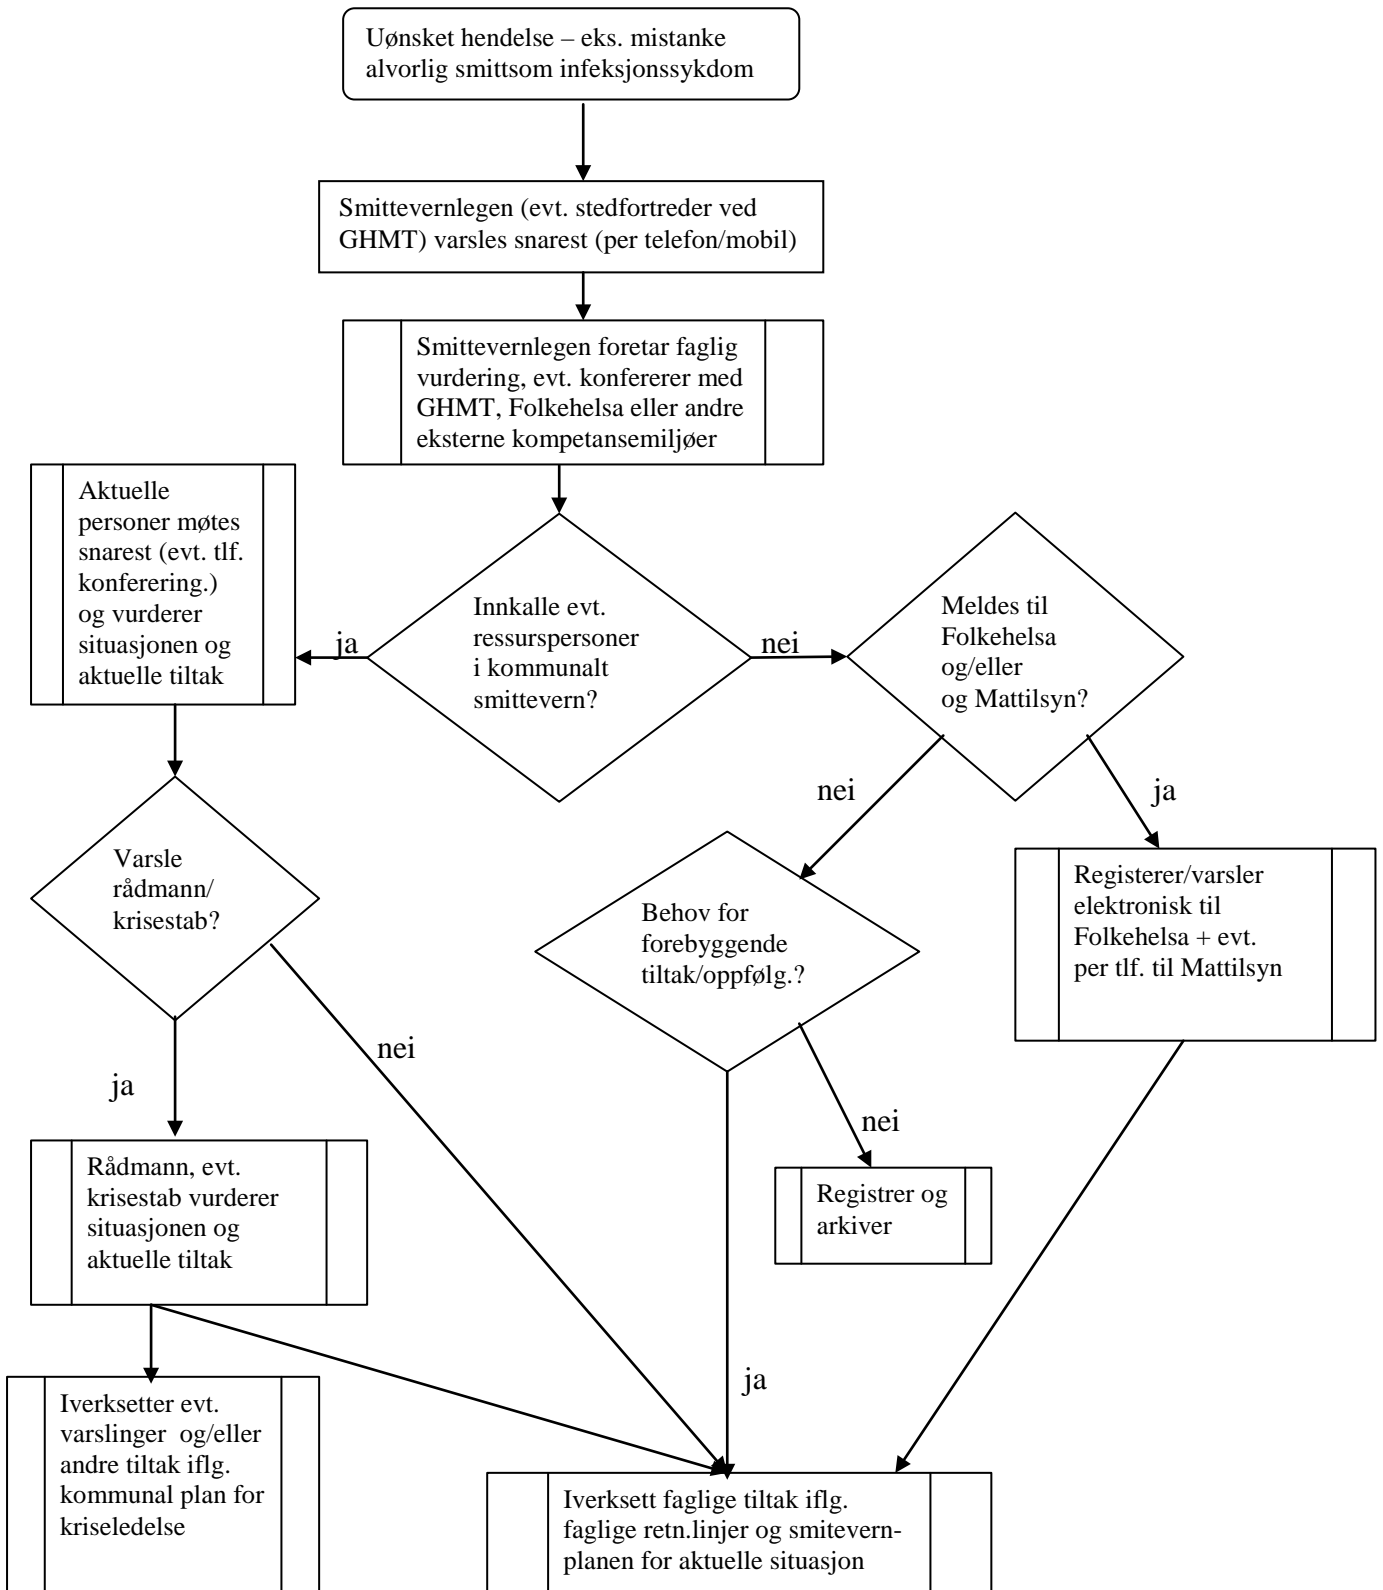 Uønsket hendelse – eks. mistanke
alvorlig smittsom infeksjonssykdom
Smittevernlegen (evt. stedfortreder ved
GHMT) varsles snarest (per telefon/mobil)
Smittevernlegen foretar faglig
vurdering, evt. konfererer med
GHMT, Folkehelsa eller andre
eksterne kompetansemiljøer
Aktuelle
personer møtes
snarest (evt. tlf.
konferering.)
og vurderer
situasjonen og
aktuelle tiltak
ja
Innkalle evt.
ressurspersoner
i kommunalt
smittevern?
nei
Meldes til
Folkehelsa
og/eller
og Mattilsyn?
nei
ja
Varsle
rådmann/
krisestab?
Behov for
forebyggende
tiltak/oppfølg.?
Registerer/varsler
elektronisk til
Folkehelsa + evt.
per tlf. til Mattilsyn
ja
nei
nei
Rådmann, evt.
krisestab vurderer
situasjonen og
aktuelle tiltak
Registrer og
arkiver
ja
Iverksetter evt.
varslinger  og/eller
andre tiltak iflg.
kommunal plan for
kriseledelse
Iverksett faglige tiltak iflg.
faglige retn.linjer og smitevern-
planen for aktuelle situasjon